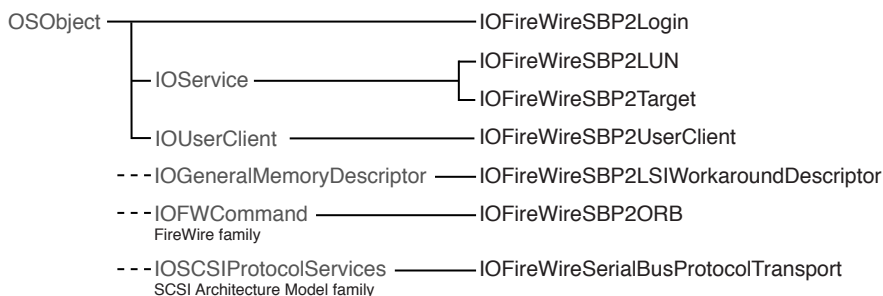 OSObject IOFireWireSBP2Login
IOFireWireSBP2LUN
IOService
IOFireWireSBP2Target
IOUserClient IOFireWireSBP2UserClient
IOGeneralMemoryDescriptor IOFireWireSBP2LSIWorkaroundDescriptor
IOFWCommand IOFireWireSBP2ORB
FireWire family
IOSCSIProtocolServices IOFireWireSerialBusProtocolTransport
SCSI Architecture Model family